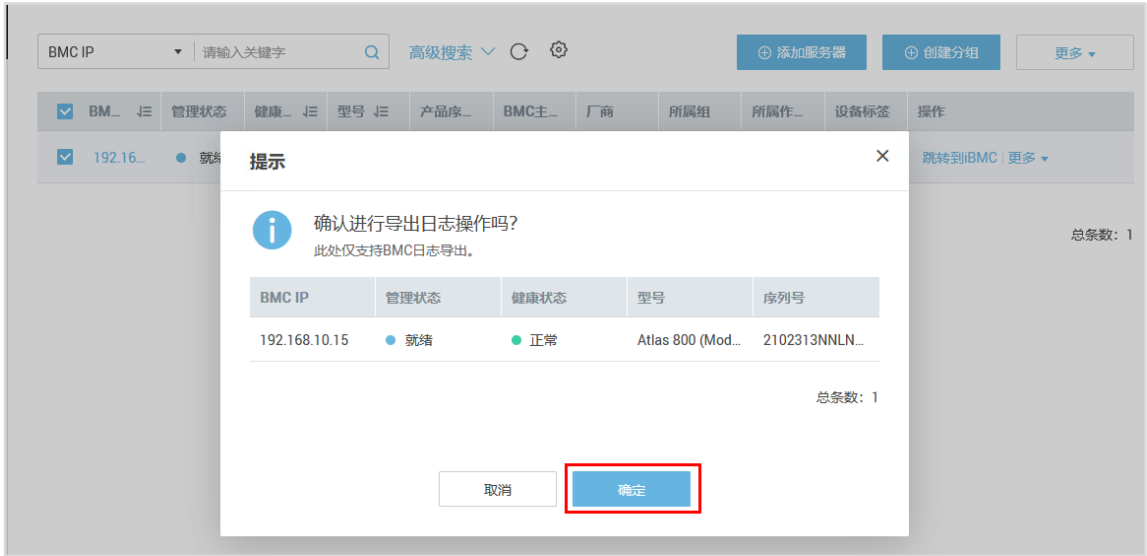 BMC IP 请输入关键字 高级搜索 添加服务器 创建分组 更多
BM... 管理状态 健康... 型号 产品序... BMC主... 厂商 所属组 所属作... 设备标签 操作
192.16... 就绪 跳转到iBMC 更多
提示
确认进行导出日志操作吗?
此处仅支持BMC日志导出。
总条数: 1
BMC IP 管理状态 健康状态 型号 序列号
192.168.10.15 就绪 正常 Atlas 800 (Mod... 2102313NNLN...
总条数: 1
取消 确定